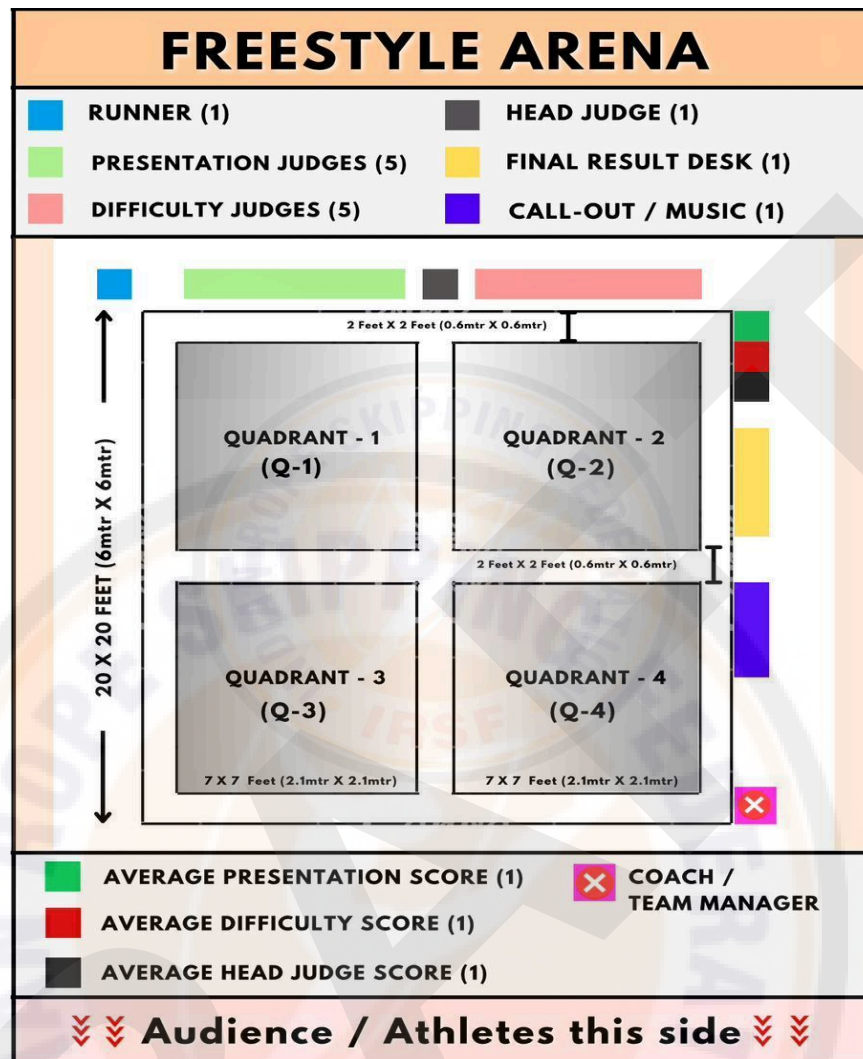 FREESTYLE ARENA
RUNNER (1)
HEAD JUDGE (1)
PRESENTATION JUDGES (5)
FINAL RESULT DESK (1)
DIFFICULTY JUDGES (5)
CALL-OUT / MUSIC (1)
2 Feet X 2 Feet (0.6mtr X 0.6mtr)
20 X 20 FEET (6mtr X 6mtr)
QUADRANT - 1
(Q-1)
QUADRANT - 2
(Q-2)
2 Feet X 2 Feet (0.6mtr X 0.6mtr)
QUADRANT - 3
(Q-3)
7 X 7 Feet (2.1mtr X 2.1mtr)
QUADRANT - 4
(Q-4)
7 X 7 Feet (2.1mtr X 2.1mtr)
AVERAGE PRESENTATION SCORE (1)
AVERAGE DIFFICULTY SCORE (1)
AVERAGE HEAD JUDGE SCORE (1)
COACH /
TEAM MANAGER
Audience / Athletes this side
ROPE SKIPPING
IRSF